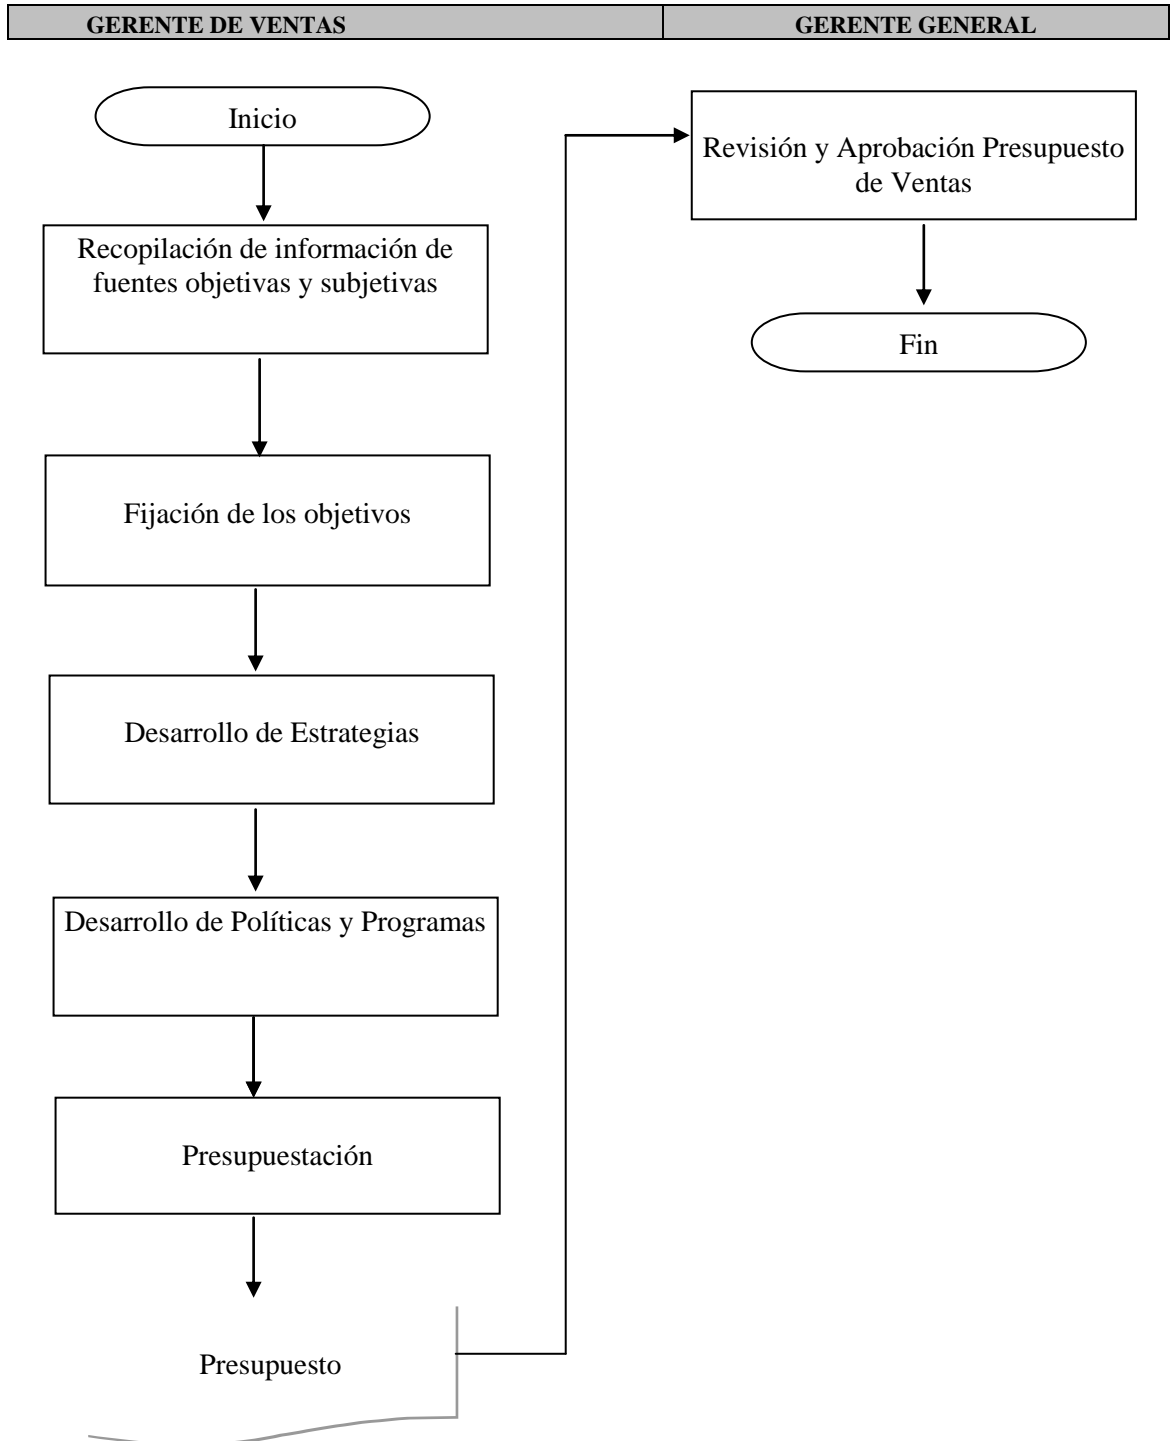 GERENTE DE VENTAS
GERENTE GENERAL
Inicio
Recopilación de información de
fuentes objetivas y subjetivas
Fijación de los objetivos
Desarrollo de Estrategias
Desarrollo de Políticas y Programas
Presupuestación
Presupuesto
Revisión y Aprobación Presupuesto
de Ventas
Fin